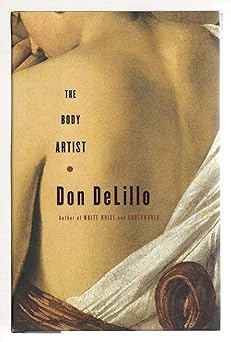 THE
BODY
ARTIST
Don DeLillo
Author of WHITE NOISE and UNDERWORLD